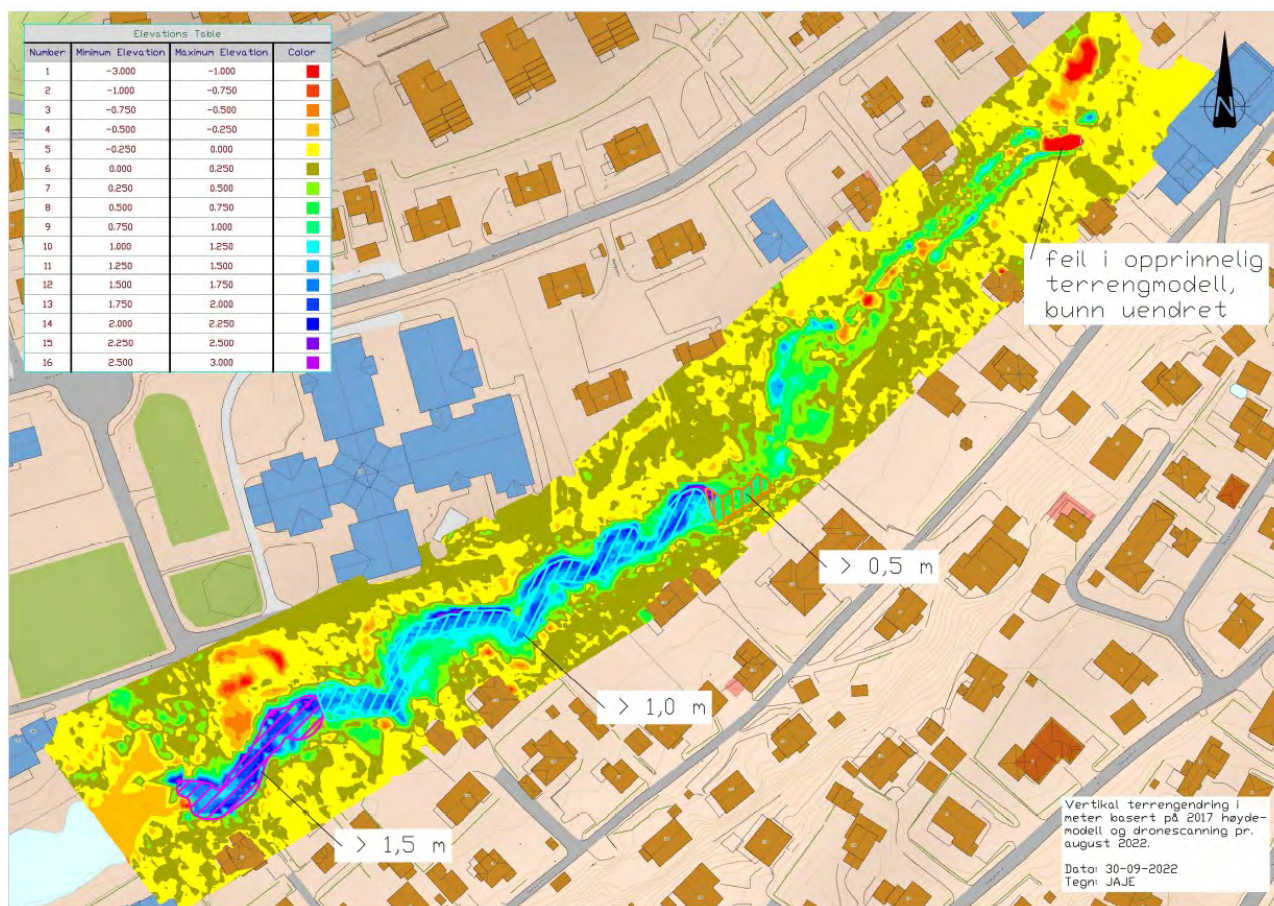 Elevations Table
Number Minimum Elevation Maximum Elevation Color
1 -3.000 -1.000
2 -1.000 -0.750
3 -0.750 -0.500
4 -0.500 -0.250
5 -0.250 0.000
6 0.000 0.250
7 0.250 0.500
8 0.500 0.750
9 0.750 1.000
10 1.000 1.250
11 1.250 1.500
12 1.500 1.750
13 1.750 2.000
14 2.000 2.250
15 2.250 2.500
16 2.500 3.000
N
feil i opprinnelig
terrengmodell,
bunn uendret
> 0,5 m
> 1,0 m
> 1,5 m
Vertikal terrengendring i
meter basert på 2017 høyde-
modell og dronescanning pr.
august 2022.
Dato: 30-09-2022
Tegn: JAJE